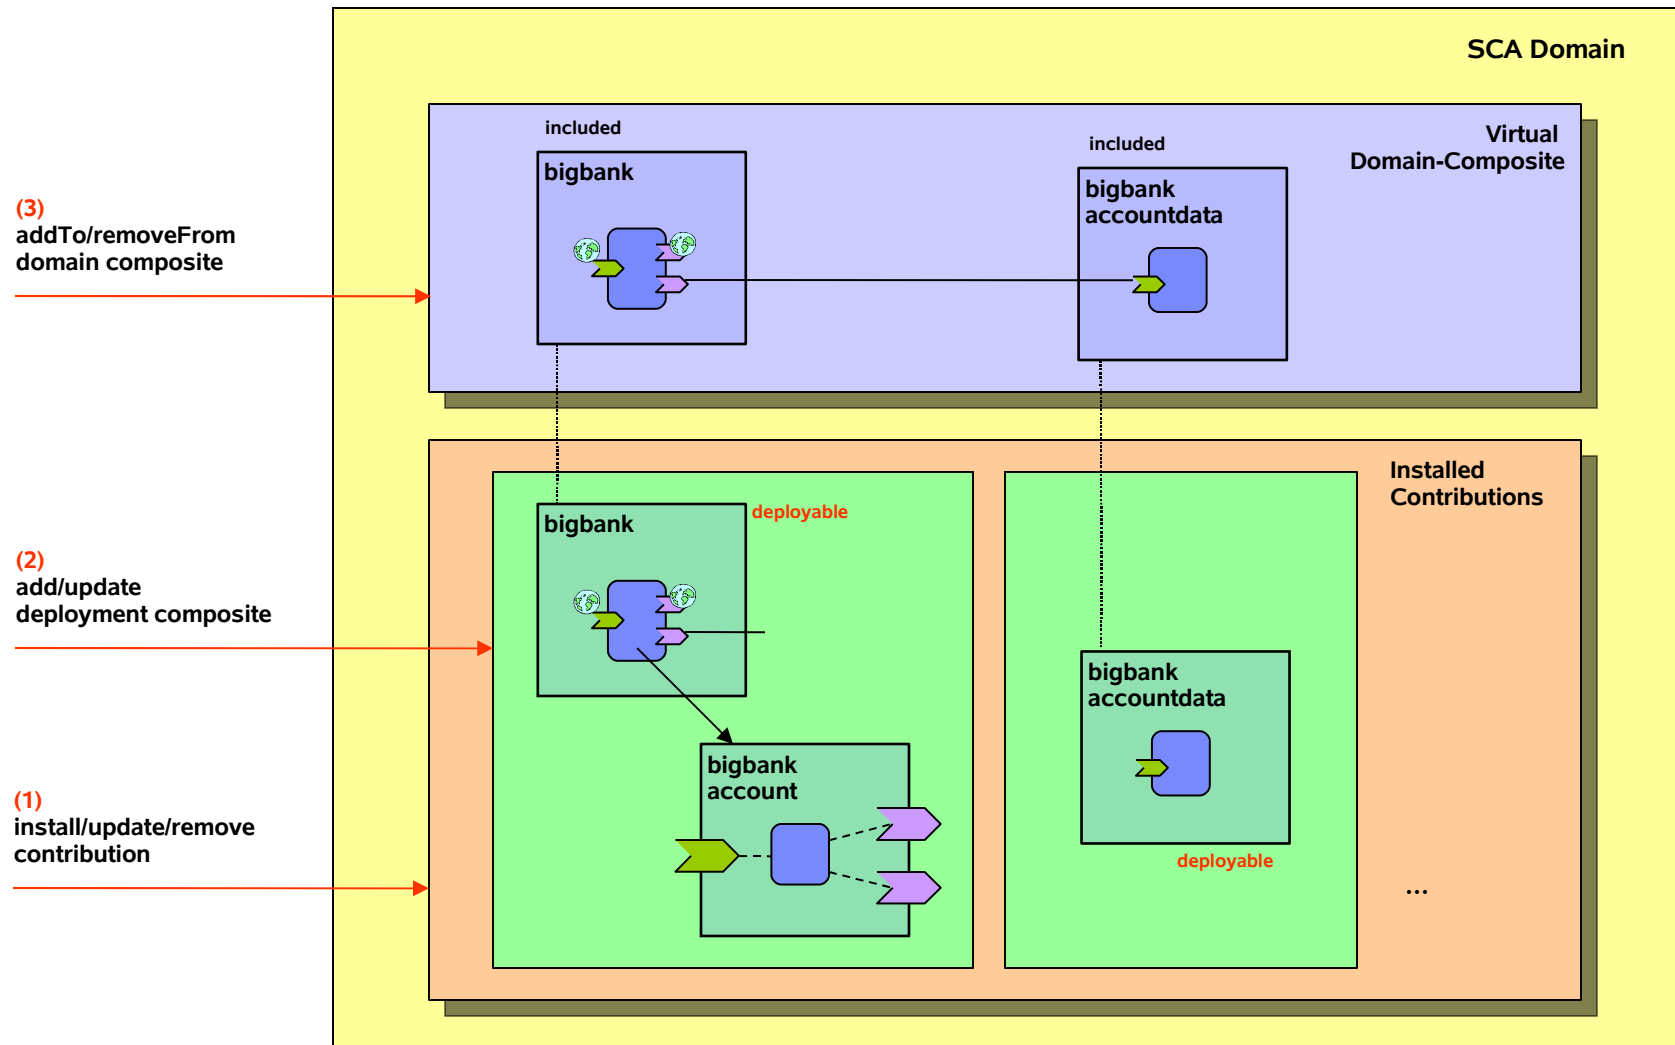 SCA Domain
Virtual
Domain-Composite
included
bigbank
included
bigbank
accountdata
(3)
addTo/removeFrom
domain composite
Installed
Contributions
bigbank
deployable
(2)
add/update
deployment composite
bigbank
accountdata
deployable
bigbank
account
(1)
install/update/remove
contribution
...